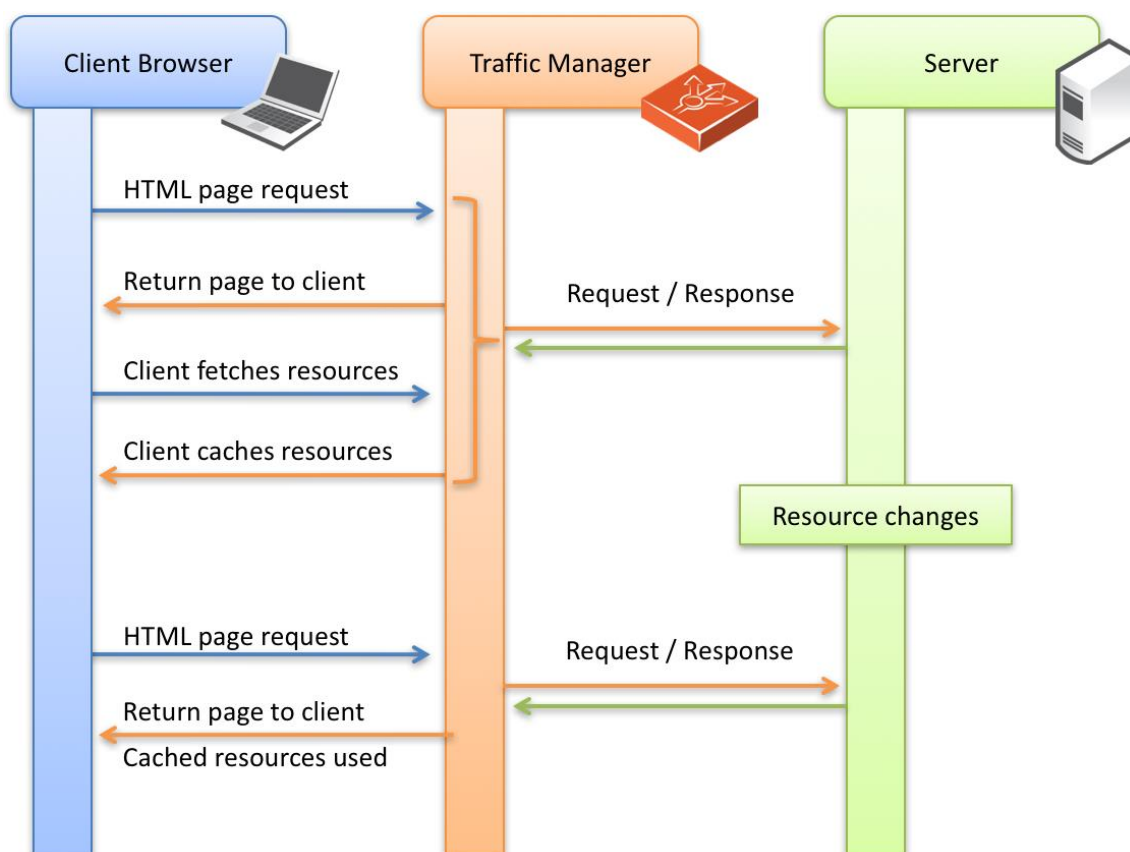 Client Browser
Traffic Manager
Server
HTML page request
Return page to client
Request / Response
Client fetches resources
Client caches resources
Resource changes
HTML page request
Request / Response
Return page to client
Cached resources used